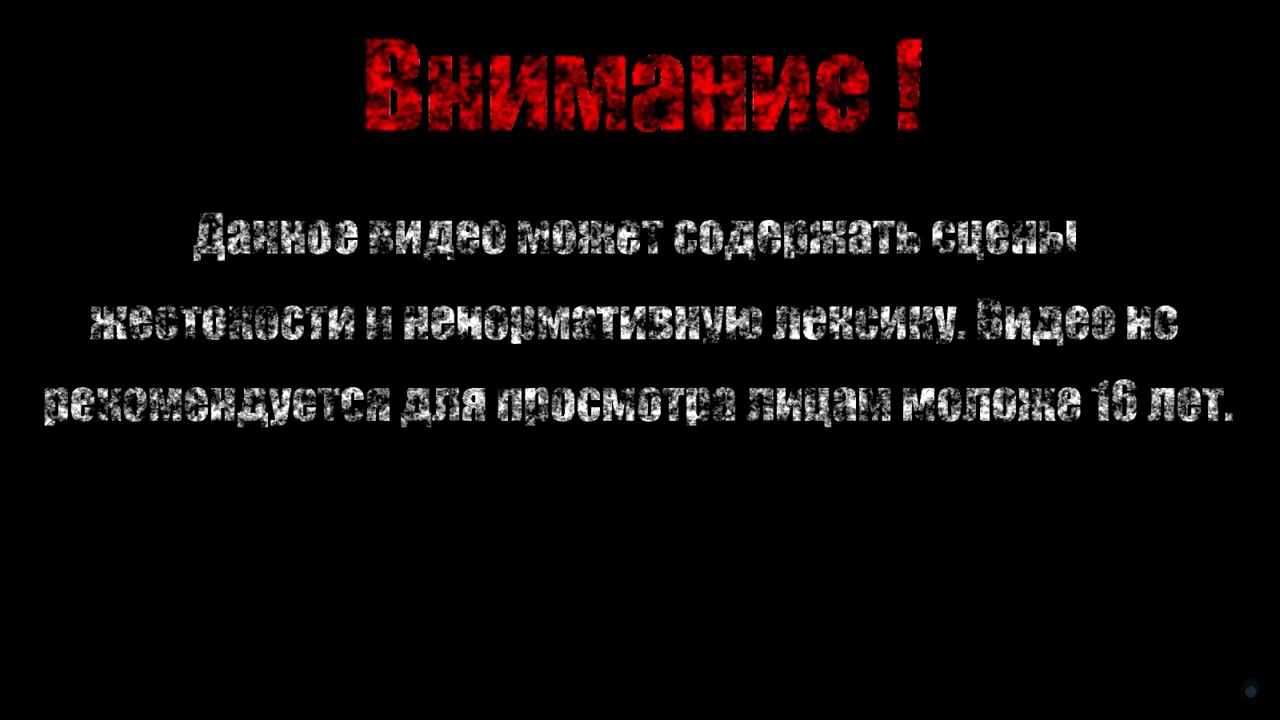 Внимание !
Данное видео может содержать сцены
жестокости и ненормативную лексику. Видео не
рекомендуется для просмотра лицам моложе 16 лет.